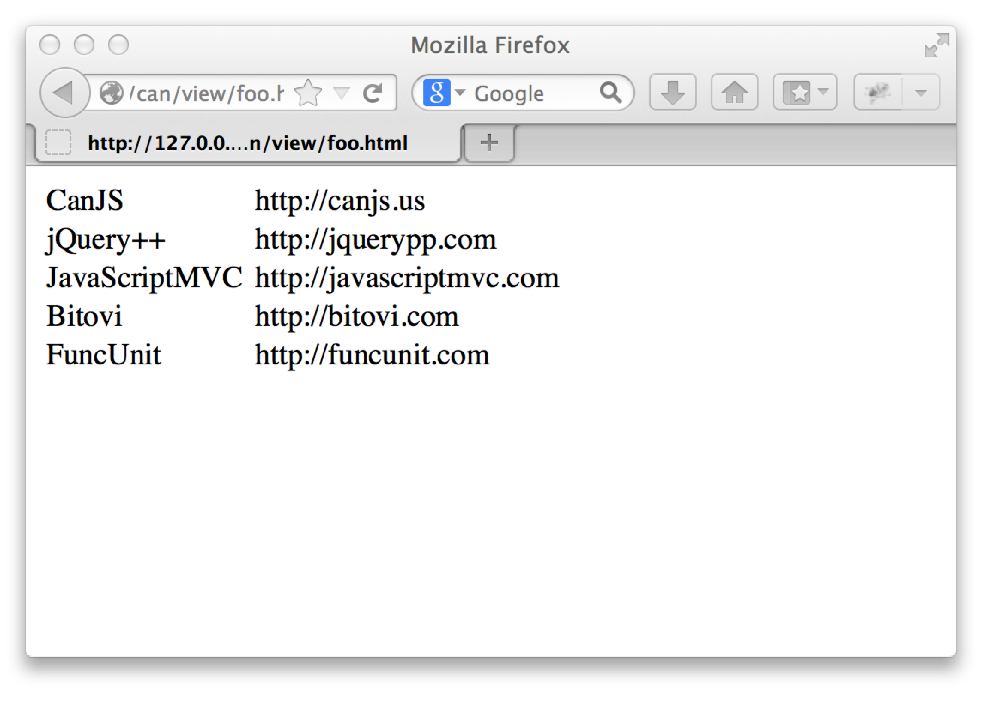 Mozilla Firefox
/can/view/foo.h
g Google
http://127.0.0....n/view/foo.html
CanJS http://canjs.us
jQuery++ http://jquerypp.com
JavaScriptMVC http://javascriptmvc.com
Bitovi http://bitovi.com
FuncUnit http://funcunit.com